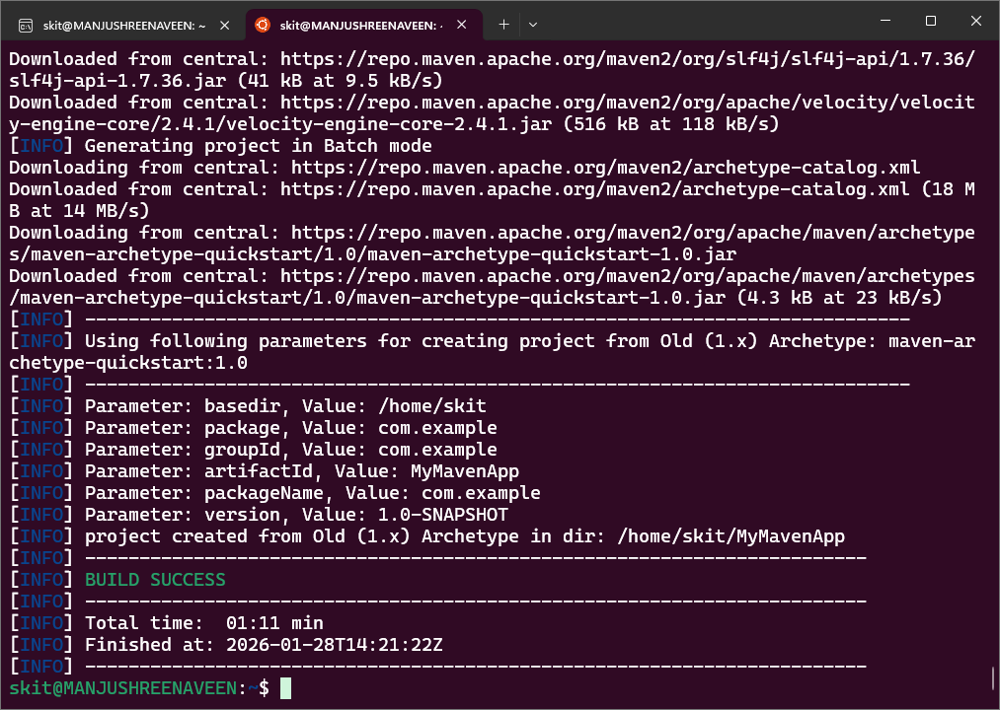 skit@MANJUSHREENAVEEN: ~
skit@MANJUSHREENAVEEN: ~
Downloaded from central: https://repo.maven.apache.org/maven2/org/slf4j/slf4j-api/1.7.36/
slf4j-api-1.7.36.jar (41 kB at 9.5 kB/s)
Downloaded from central: https://repo.maven.apache.org/maven2/org/apache/velocity/velocit
y-engine-core/2.4.1/velocity-engine-core-2.4.1.jar (516 kB at 118 kB/s)
[INFO] Generating project in Batch mode
Downloading from central: https://repo.maven.apache.org/maven2/archetype-catalog.xml
Downloaded from central: https://repo.maven.apache.org/maven2/archetype-catalog.xml (18 M
B at 14 MB/s)
Downloading from central: https://repo.maven.apache.org/maven2/org/apache/maven/archetype
s/maven-archetype-quickstart/1.0/maven-archetype-quickstart-1.0.jar
Downloaded from central: https://repo.maven.apache.org/maven2/org/apache/maven/archetypes
/maven-archetype-quickstart/1.0/maven-archetype-quickstart-1.0.jar (4.3 kB at 23 kB/s)
[INFO] ----------------------------------------------------------------------------
[INFO] Using following parameters for creating project from Old (1.x) Archetype: maven-ar
chetype-quickstart:1.0
[INFO] ----------------------------------------------------------------------------
[INFO] Parameter: basedir, Value: /home/skit
[INFO] Parameter: package, Value: com.example
[INFO] Parameter: groupId, Value: com.example
[INFO] Parameter: artifactId, Value: MyMavenApp
[INFO] Parameter: packageName, Value: com.example
[INFO] Parameter: version, Value: 1.0-SNAPSHOT
[INFO] project created from Old (1.x) Archetype in dir: /home/skit/MyMavenApp
[INFO] ------------------------------------------------------------------------
[INFO] BUILD SUCCESS
[INFO] ------------------------------------------------------------------------
[INFO] Total time:  01:11 min
[INFO] Finished at: 2026-01-28T14:21:22Z
[INFO] ------------------------------------------------------------------------
skit@MANJUSHREENAVEEN:~$